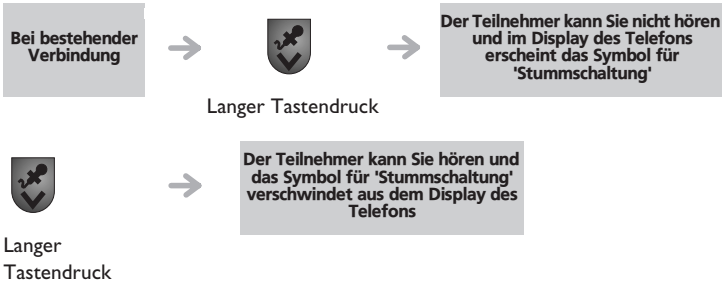 Bei bestehender
Verbindung
Langer Tastendruck
Der Teilnehmer kann Sie nicht hören
und im Display des Telefons
erscheint das Symbol für
'Stummschaltung'
Langer
Tastendruck
Der Teilnehmer kann Sie hören und
das Symbol für 'Stummschaltung'
verschwindet aus dem Display des
Telefons